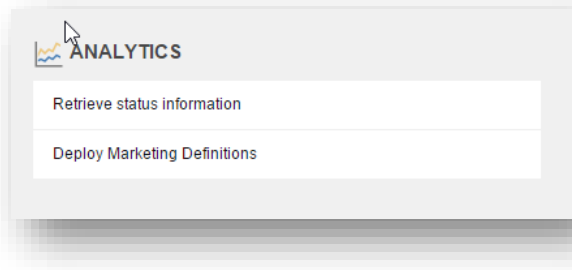 ANALYTICS
Retrieve status information
Deploy Marketing Definitions